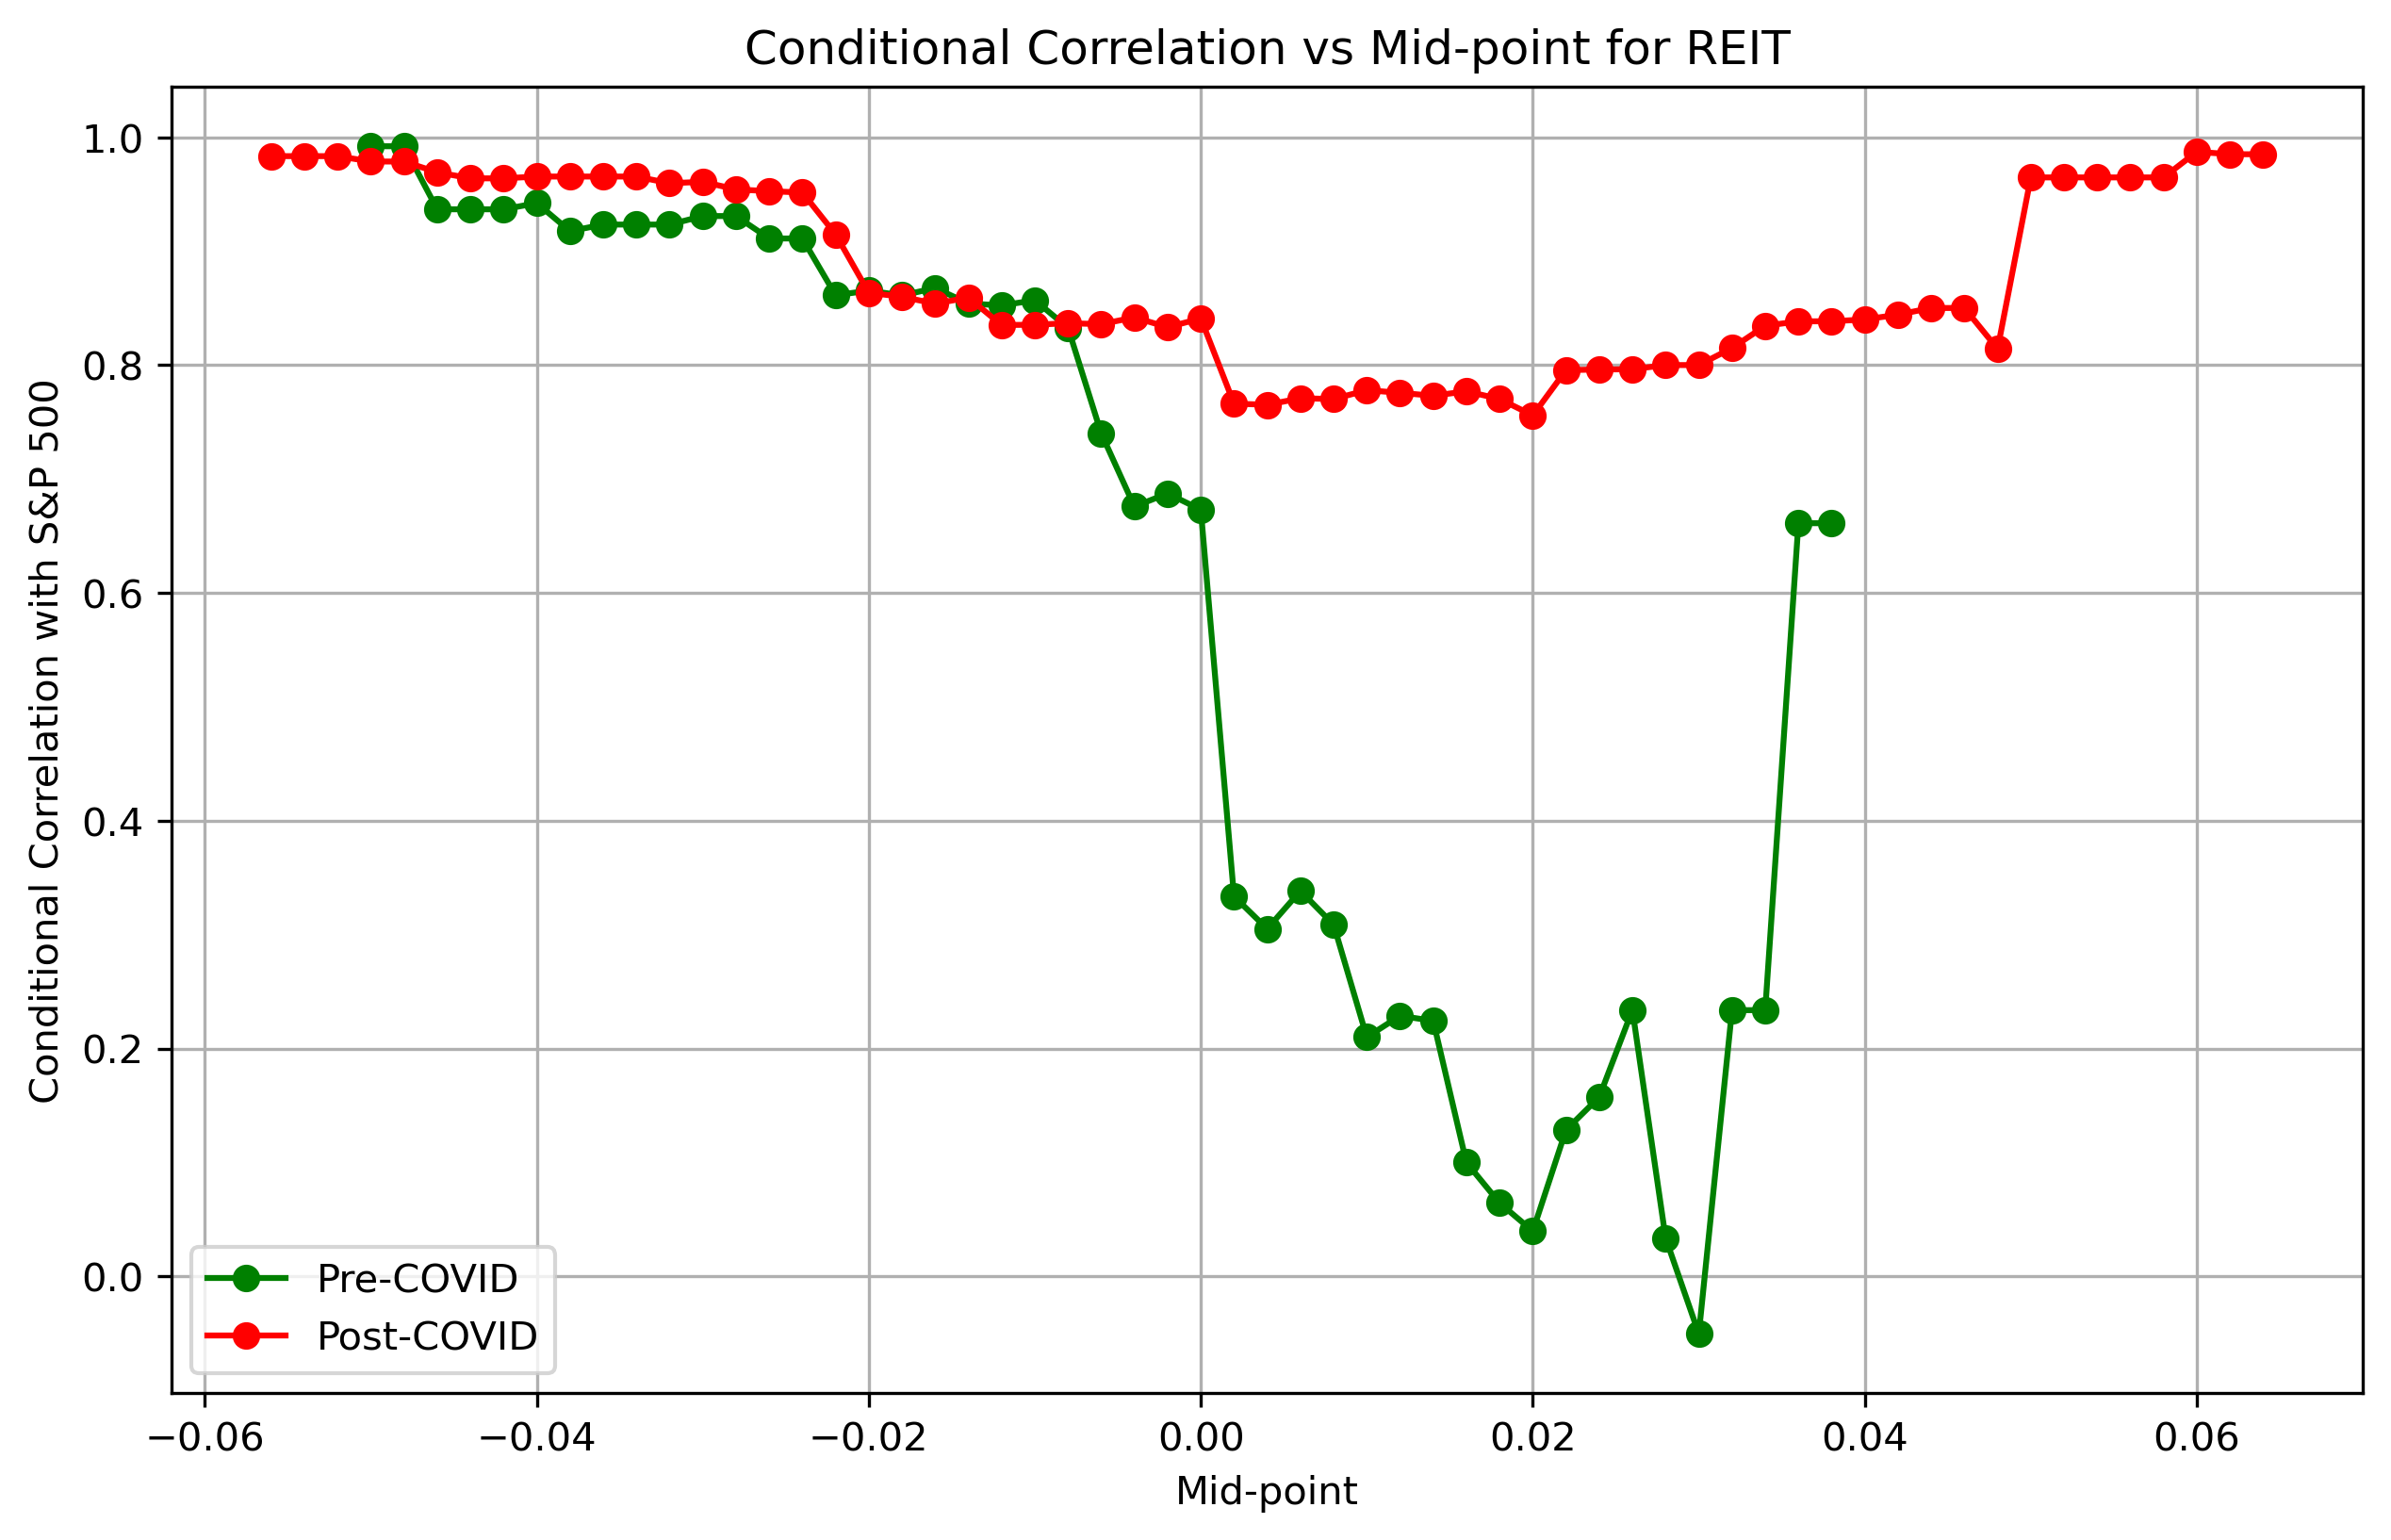 Conditional Correlation vs Mid-point for REIT
Conditional Correlation with S&P 500
1.0
0.8
0.6
0.4
0.2
0.0
Pre-COVID
Post-COVID
−0.06 −0.04 −0.02 0.00 0.02 0.04 0.06
Mid-point